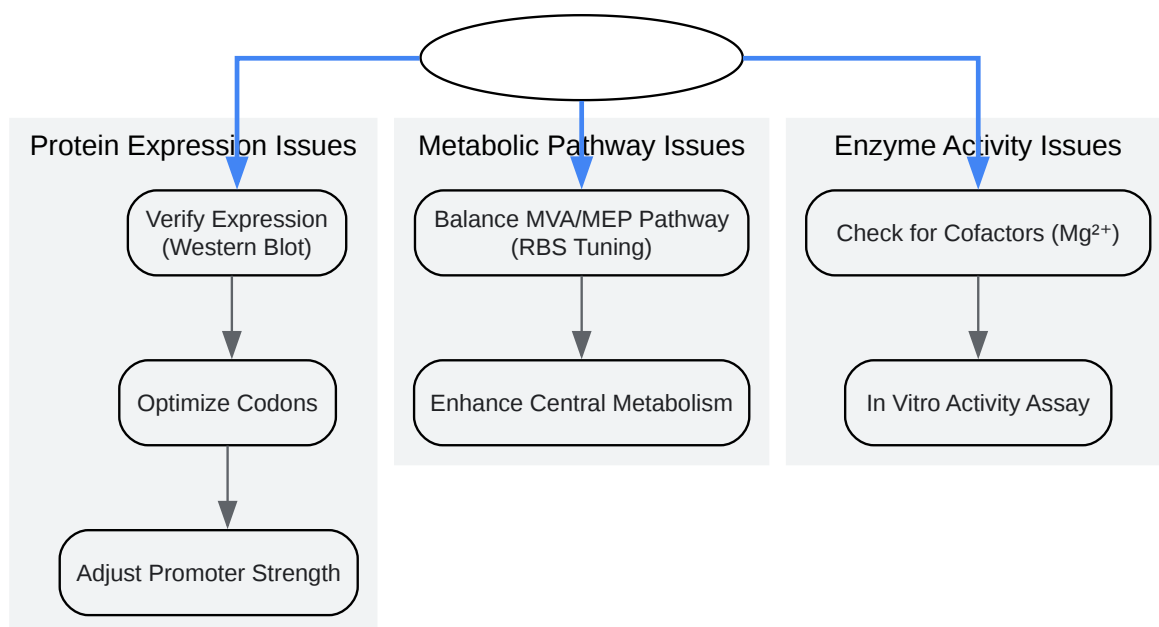 Protein Expression Issues
Verify Expression
(Western Blot)
Optimize Codons
Adjust Promoter Strength
Metabolic Pathway Issues
Balance MVA/MEP Pathway
(RBS Tuning)
Enhance Central Metabolism
Enzyme Activity Issues
Check for Cofactors (Mg²⁺)
In Vitro Activity Assay